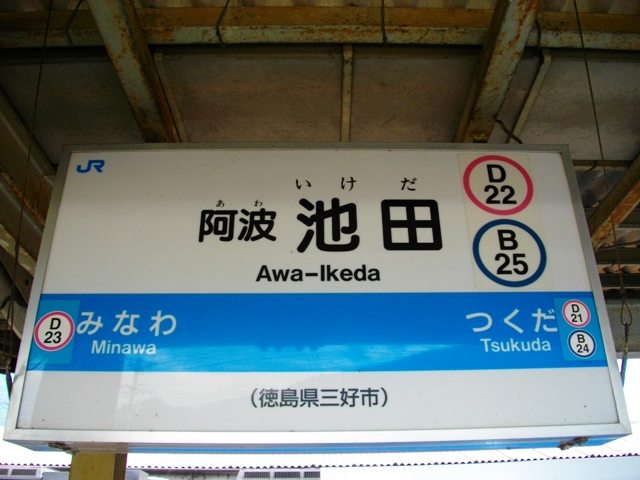 JR
いけだ
あわ
阿波 池田
Awa-Ikeda
D
22
B
25
D
23
みなわ
Minawa
つくだ
Tsukuda
D
21
B
24
（徳島県三好市）